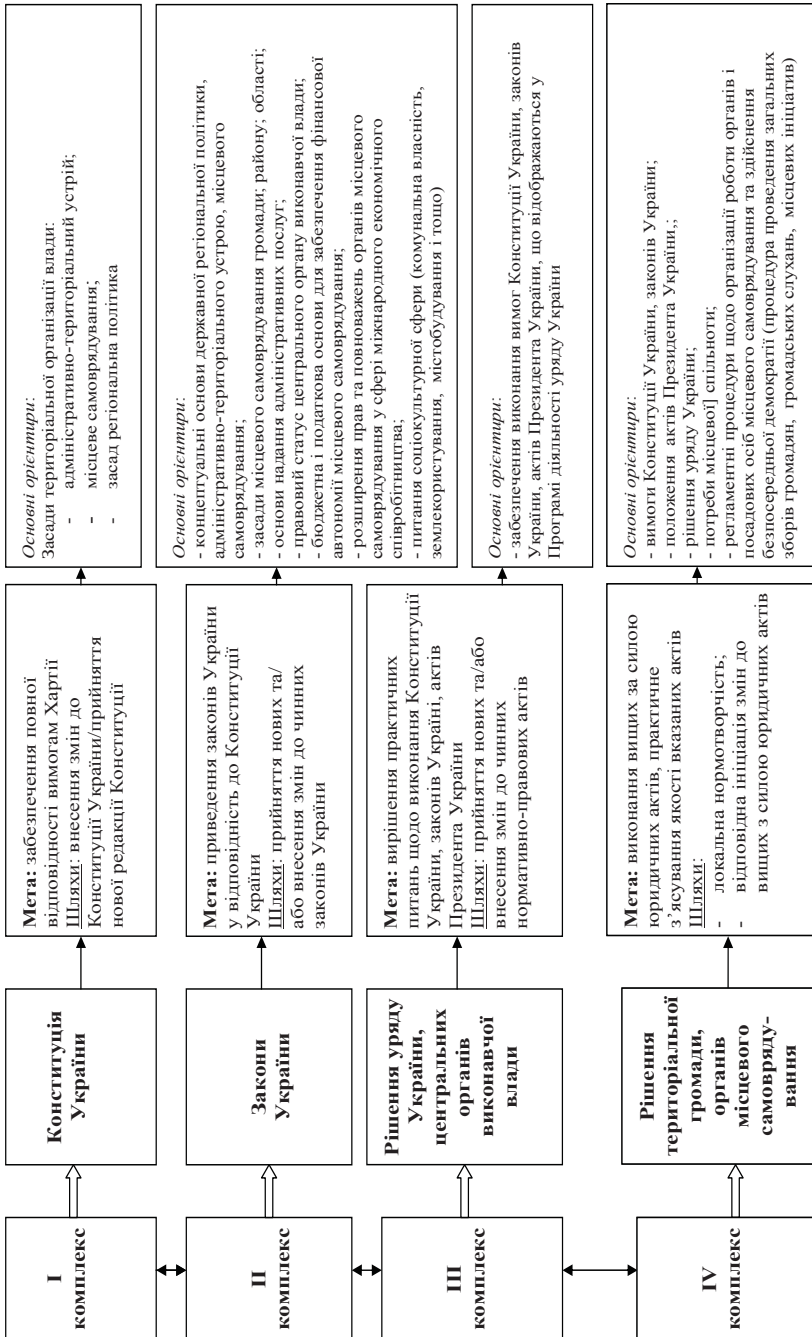 I
комплекс
Конституція
України
Мета: забезпечення повної
відповідності вимогам Хартії
Шляхи: внесення змін до
Конституції України/прийняття
нової редакції Конституції
Основні орієнтири:
Засади територіальної організації влади:
- адміністративно-територіальний устрій;
- місцеве самоврядування;
- засад регіональна політика
II
комплекс
Закони
України
Мета: приведення законів України
у відповідність до Конституції
України
Шляхи: прийняття нових та/
або внесення змін до чинних
законів України
Основні орієнтири:
- концептуальні основи державної регіональної політики,
адміністративно-територіального устрою, місцевого
самоврядування;
- засади місцевого самоврядування громади; району; області;
- основи надання адміністративних послуг;
- правовий статус центрального органу виконавчої влади;
- бюджетна і податкова основи для забезпечення фінансової
автономії місцевого самоврядування;
- розширення прав та повноважень органів місцевого
самоврядування у сфері міжнародного економічного
співробітництва;
- питання соціокультурної сфери (комунальна власність,
землекористування, містобудування і тощо)
III
комплекс
Рішення уряду
України,
центральних
органів
виконавчої
влади
Мета: вирішення практичних
питань щодо виконання Конституції
України, законів Україні, актів
Президента України
Шляхи: прийняття нових та/або
внесення змін до чинних
нормативно-правових актів
Основні орієнтири:
- забезпечення виконання вимог Конституції України, законів
України, актів Президента України, що відображаються у
Програмі діяльності уряду України
IV
комплекс
Рішення
територіальної
громади,
органів
місцевого
самовряду-
вання
Мета: виконання вищих за силою
юридичних актів, практичне
з’ясування якості вказаних актів
Шляхи:
- локальна нормотворчість;
- відповідна ініціація змін до
вищих з силою юридичних актів
Основні орієнтири:
- вимоги Конституції України, законів України;
- положення актів Президента України,;
- рішення уряду України;
- потреби місцевої] спільноти;
- регламентні процедури щодо організації роботи органів і
посадових осіб місцевого самоврядування та здійснення
безпосередньої демократії (процедура проведення загальних
зборів громадян, громадських слухань, місцевих ініціатив)